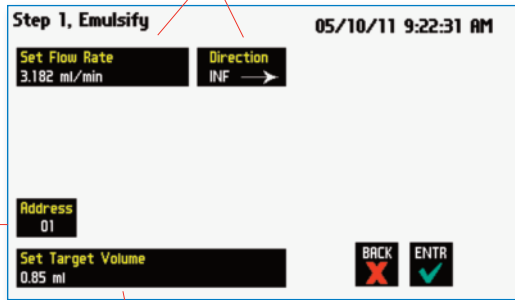 Step 1, Emulsify
05/10/11 9:22:31 AM
Set Flow Rate
3.182 ml/min
Direction
INF
Address
01
Set Target Volume
0.85 ml
BACK
ENTR